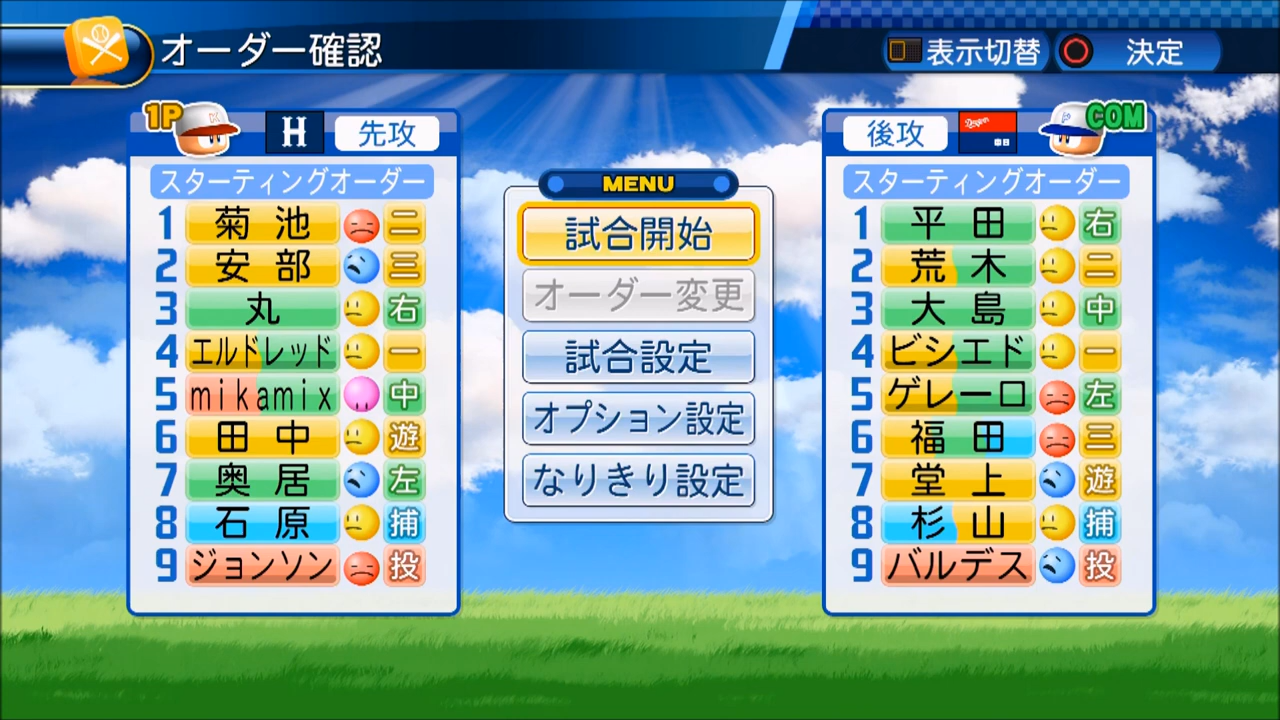 オーダー確認
表示切替 決定
1P H 先攻
後攻 Dragons 中日 COM
スターティングオーダー
1 菊池 二
2 安部 三
3 丸 右
4 エルドレッド 一
5 mikamix 中
6 田中 遊
7 奥居 左
8 石原 捕
9 ジョンソン 投
MENU
試合開始
オーダー変更
試合設定
オプション設定
なりきり設定
スターティングオーダー
1 平田 右
2 荒木 二
3 大島 中
4 ビシエド 一
5 ゲレーロ 左
6 福田 三
7 堂上 遊
8 杉山 捕
9 バルデス 投